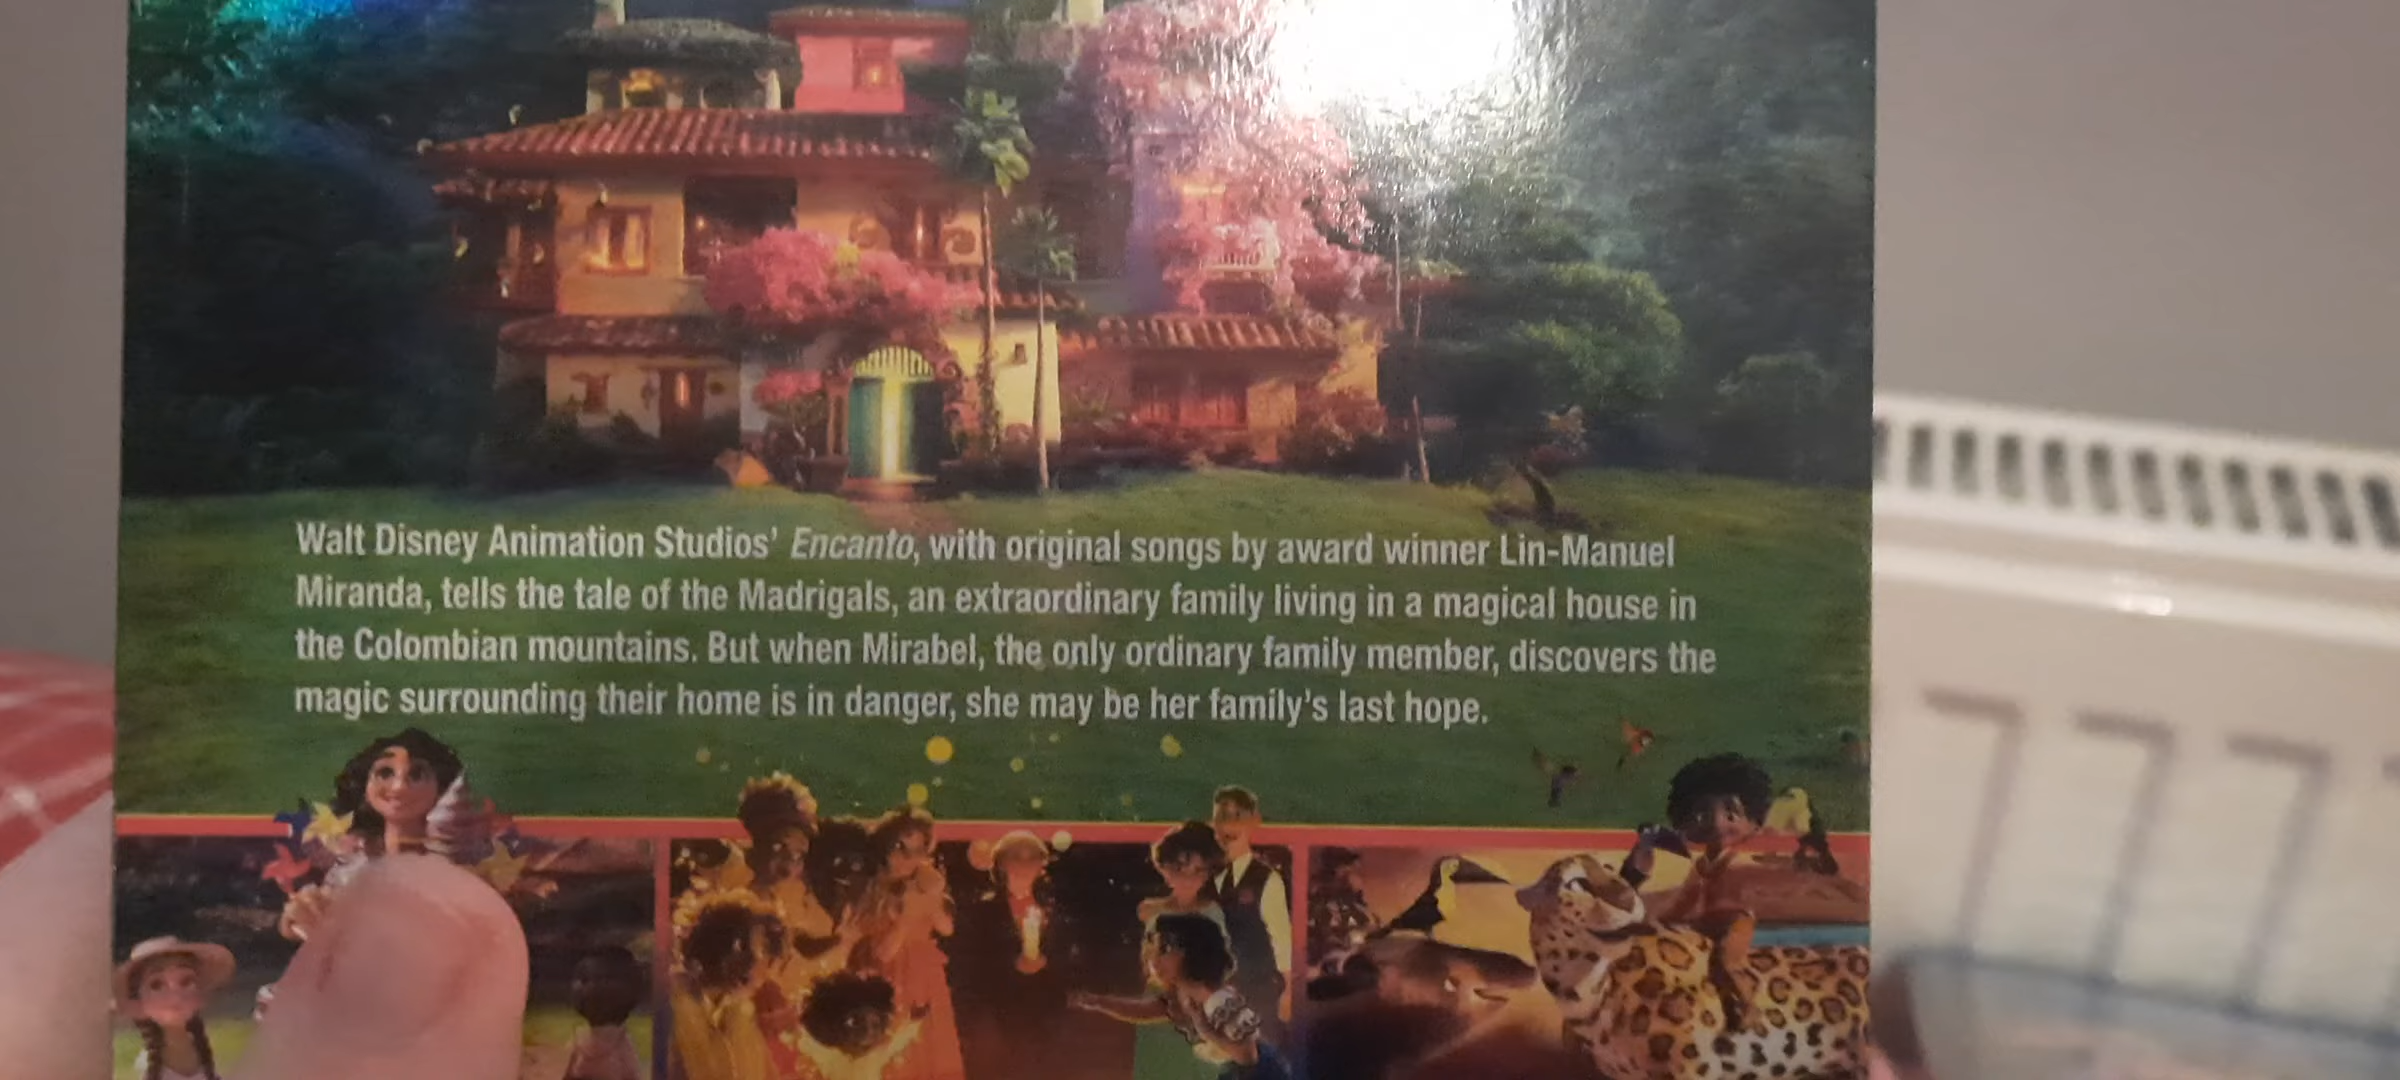 Walt Disney Animation Studios' Encanto, with original songs by award winner Lin-Manuel
Miranda, tells the tale of the Madrigals, an extraordinary family living in a magical house in
the Colombian mountains. But when Mirabel, the only ordinary family member, discovers the
magic surrounding their home is in danger, she may be her family's last hope.